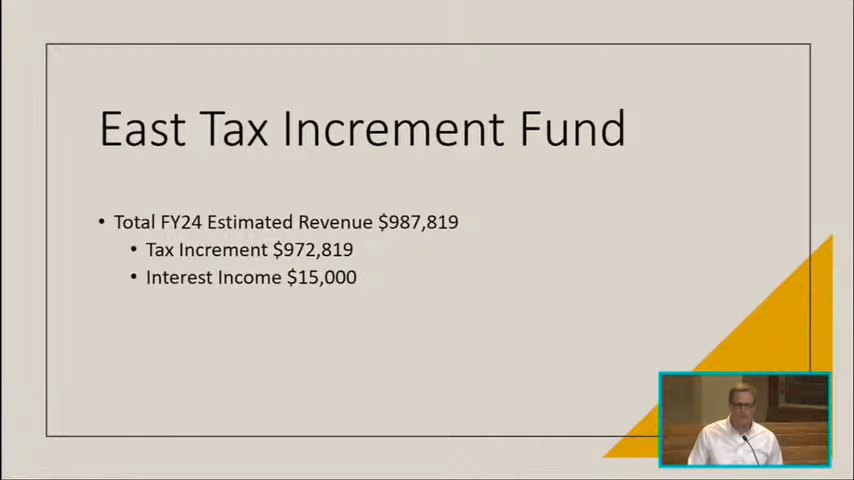 East Tax Increment Fund
• Total FY24 Estimated Revenue $987,819
• Tax Increment $972,819
• Interest Income $15,000